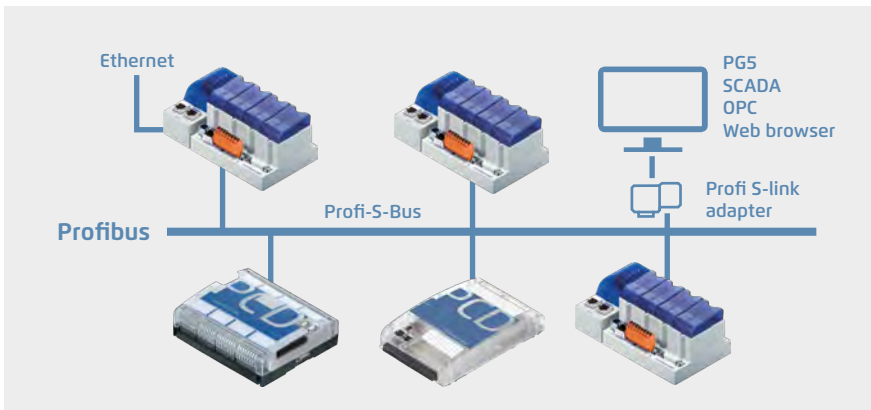 Ethernet
PG5
SCADA
OPC
Web browser
Profi S-link
adapter
Profi-S-Bus
Profibus
PCD
PCD